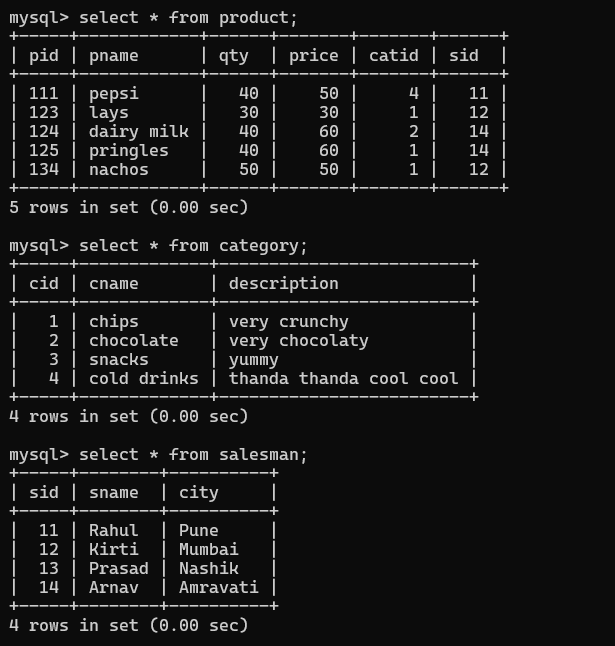 mysql> select * from product;
+-----+-------------+------+-------+-------+------+
| pid | pname       | qty  | price | catid | sid  |
+-----+-------------+------+-------+-------+------+
| 111 | pepsi       |   40 |    50 |     4 |   11 |
| 123 | lays        |   30 |    30 |     1 |   12 |
| 124 | dairy milk  |   40 |    60 |     2 |   14 |
| 125 | pringles    |   40 |    60 |     1 |   14 |
| 134 | nachos      |   50 |    50 |     1 |   12 |
+-----+-------------+------+-------+-------+------+
5 rows in set (0.00 sec)
mysql> select * from category;
+-----+-------------+-------------------------+
| cid | cname       | description             |
+-----+-------------+-------------------------+
|   1 | chips       | very crunchy            |
|   2 | chocolate   | very chocolaty          |
|   3 | snacks      | yummy                   |
|   4 | cold drinks | thanda thanda cool cool |
+-----+-------------+-------------------------+
4 rows in set (0.00 sec)
mysql> select * from salesman;
+-----+--------+----------+
| sid | sname  | city     |
+-----+--------+----------+
|  11 | Rahul  | Pune     |
|  12 | Kirti  | Mumbai   |
|  13 | Prasad | Nashik   |
|  14 | Arnav  | Amravati |
+-----+--------+----------+
4 rows in set (0.00 sec)